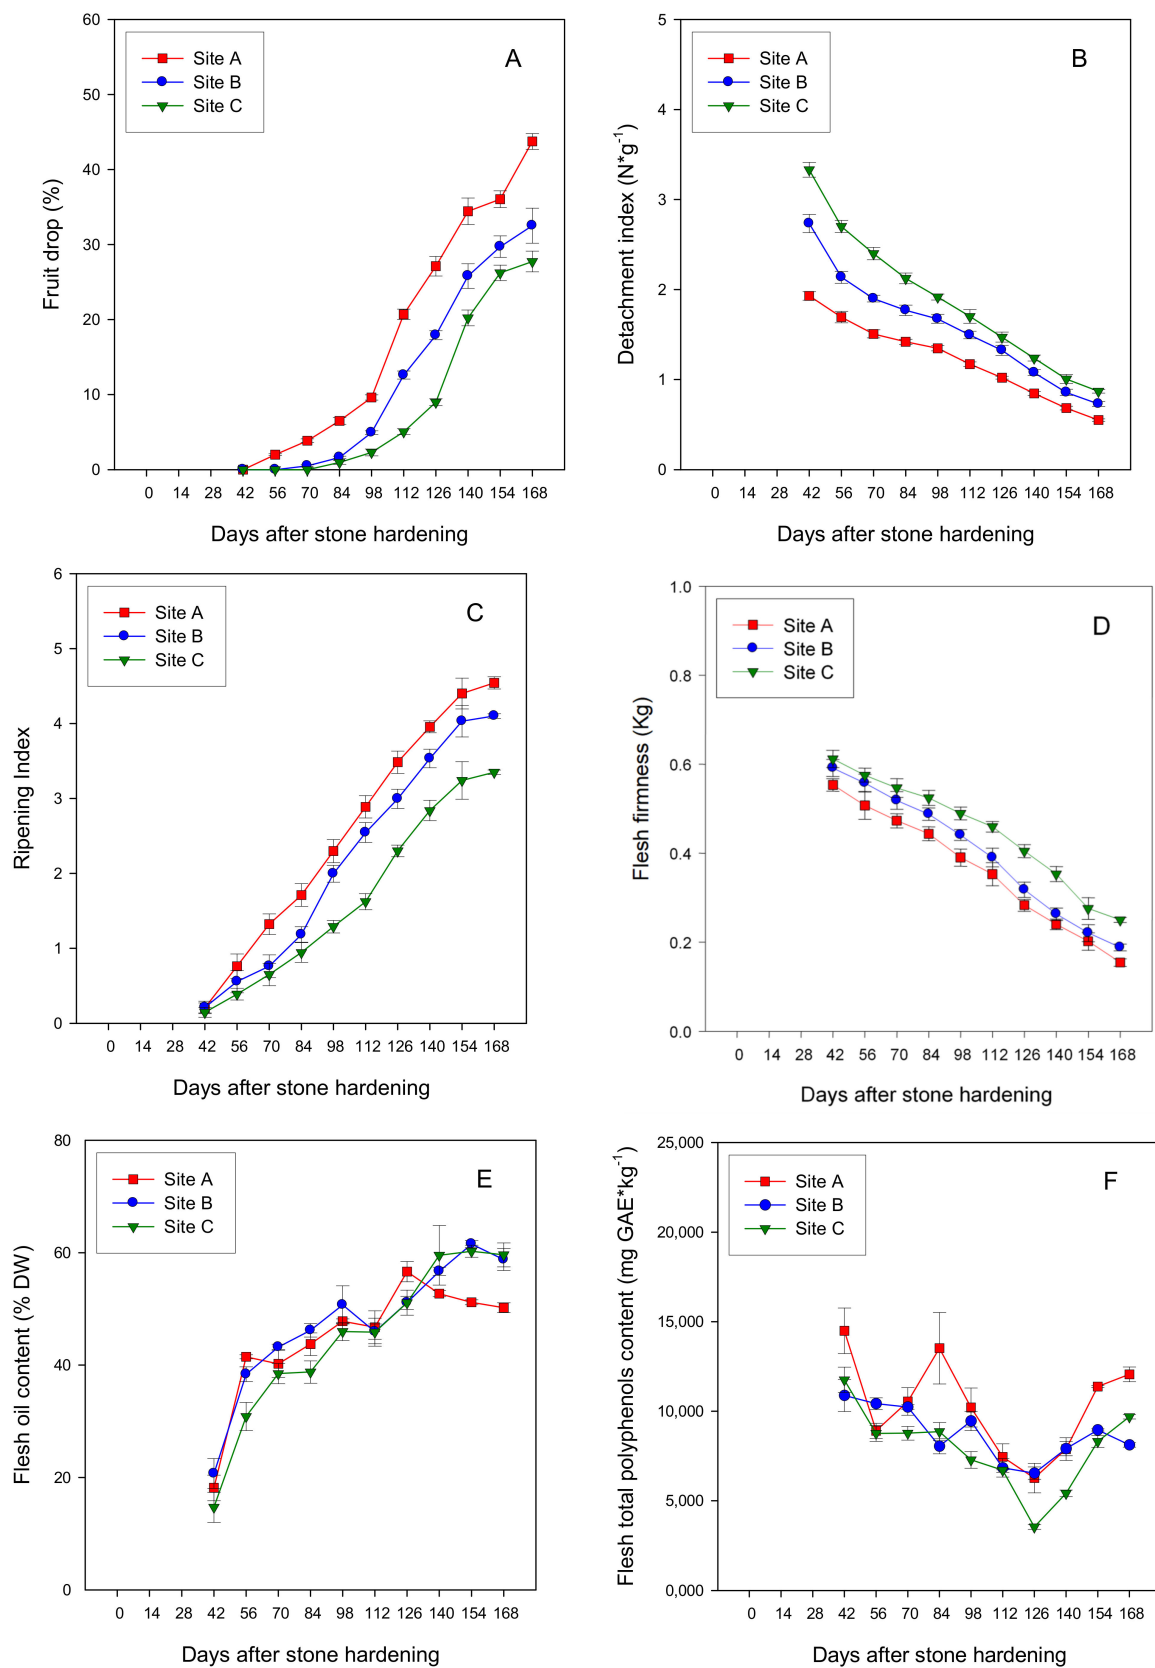 60
50
40
30
20
10
0
Fruit drop (%)
Site A
Site B
Site C
A
0 14 28 42 56 70 84 98 112 126 140 154 168
Days after stone hardening
5
4
3
2
1
0
Detachment index (N*g-1)
Site A
Site B
Site C
B
0 14 28 42 56 70 84 98 112 126 140 154 168
Days after stone hardening
6
5
4
3
2
1
0
Ripening Index
Site A
Site B
Site C
C
0 14 28 42 56 70 84 98 112 126 140 154 168
Days after stone hardening
1.0
0.8
0.6
0.4
0.2
0.0
Flesh firmness (Kg)
Site A
Site B
Site C
D
0 14 28 42 56 70 84 98 112 126 140 154 168
Days after stone hardening
80
60
40
20
0
Flesh oil content (% DW)
Site A
Site B
Site C
E
0 14 28 42 56 70 84 98 112 126 140 154 168
Days after stone hardening
25,000
20,000
15,000
10,000
5,000
0,000
Flesh total polyphenols content (mg GAE*kg-1)
Site A
Site B
Site C
F
0 14 28 42 56 70 84 98 112 126 140 154 168
Days after stone hardening